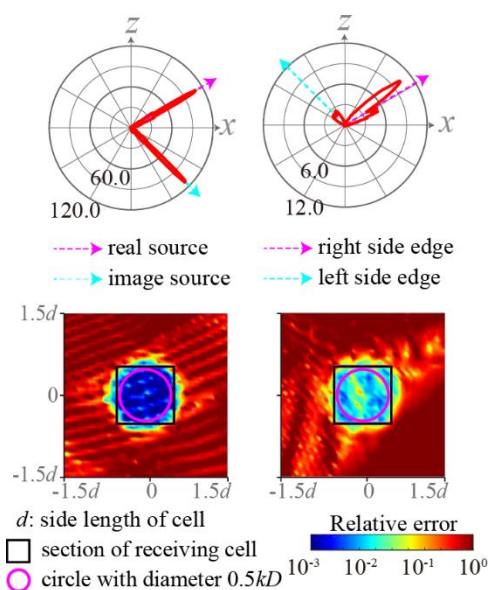 z
z
x
x
60.0
120.0
6.0
12.0
real source
image source
right side edge
left side edge
1.5d
0
-1.5d
-1.5d
0
1.5d
-1.5d
0
1.5d
d: side length of cell
section of receiving cell
circle with diameter 0.5kD
Relative error
10⁻³ 10⁻² 10⁻¹ 10⁰